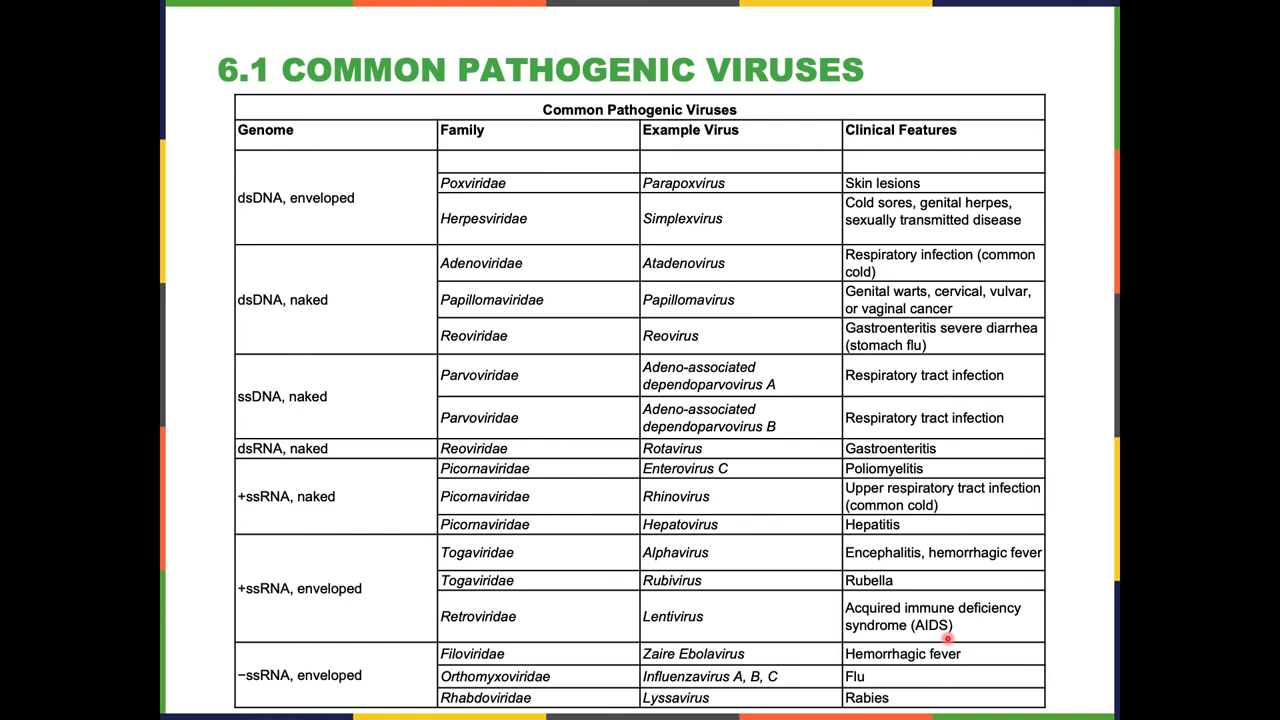 6.1 COMMON PATHOGENIC VIRUSES
Common Pathogenic Viruses
Genome Family Example Virus Clinical Features
dsDNA, enveloped
Poxviridae Parapoxvirus Skin lesions
Herpesviridae Simplexvirus Cold sores, genital herpes,
sexually transmitted disease
dsDNA, naked
Adenoviridae Atadenovirus Respiratory infection (common
cold)
Papillomaviridae Papillomavirus Genital warts, cervical, vulvar,
or vaginal cancer
Reoviridae Reovirus Gastroenteritis severe diarrhea
(stomach flu)
ssDNA, naked
Parvoviridae Adeno-associated
dependoparvovirus A Respiratory tract infection
Parvoviridae Adeno-associated
dependoparvovirus B Respiratory tract infection
dsRNA, naked Reoviridae Rotavirus Gastroenteritis
+ssRNA, naked
Picornaviridae Enterovirus C Poliomyelitis
Picornaviridae Rhinovirus Upper respiratory tract infection
(common cold)
Picornaviridae Hepatovirus Hepatitis
+ssRNA, enveloped
Togaviridae Alphavirus Encephalitis, hemorrhagic fever
Togaviridae Rubivirus Rubella
Retroviridae Lentivirus Acquired immune deficiency
syndrome (AIDS)
−ssRNA, enveloped
Filoviridae Zaire Ebolavirus Hemorrhagic fever
Orthomyxoviridae Influenzavirus A, B, C Flu
Rhabdoviridae Lyssavirus Rabies